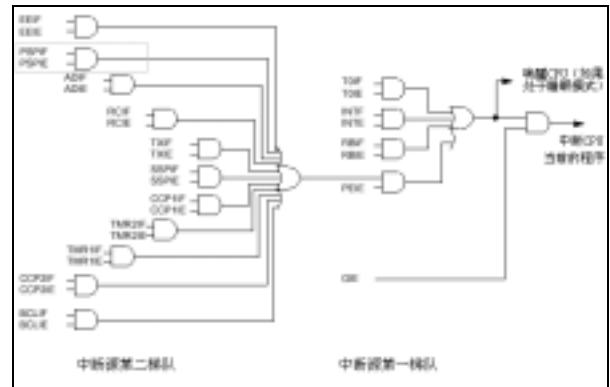 EEIF
EEIE
PSPIF
PSPIE
ADIF
ADIE
RCIF
RCIE
TXIF
TXIE
SSPIF
SSPIE
CCP1IF
CCP1IE
TMR2IF
TMR2IE
TMR1IF
TMR1IE
CCP2IF
CCP2IE
BCLIF
BCLIE
中断源第二梯队
T0IF
T0IE
INTF
INTE
RBIF
RBIE
PEIE
GIE
中断源第一梯队
唤醒CPU（如果
处于睡眠模式）
中断CPU
当前的程序